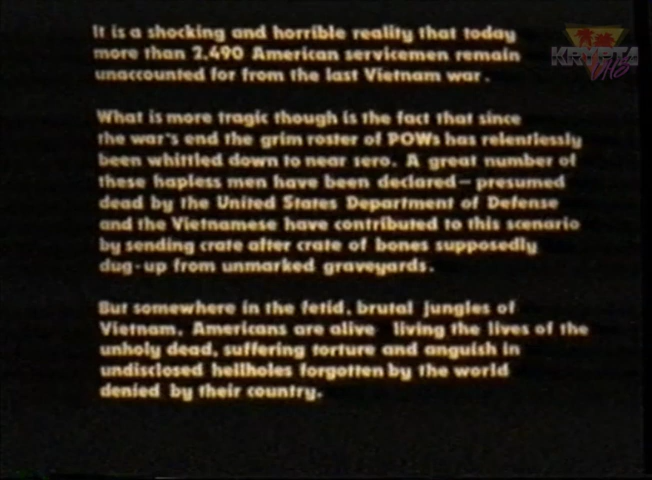 It is a shocking and horrible reality that today
more than 2,490 American servicemen remain
unaccounted for from the last Vietnam war.
What is more tragic though is the fact that since
the war's end the grim roster of POWs has relentlessly
been whittled down to near zero. A great number of
these hapless men have been declared—presumed
dead by the United States Department of Defense
and the Vietnamese have contributed to this scenario
by sending crate after crate of bones supposedly
dug-up from unmarked graveyards.
But somewhere in the fetid, brutal jungles of
Vietnam, Americans are alive living the lives of the
unholy dead, suffering torture and anguish in
undisclosed hellholes forgotten by the world
denied by their country.
KRYPTA
VHS